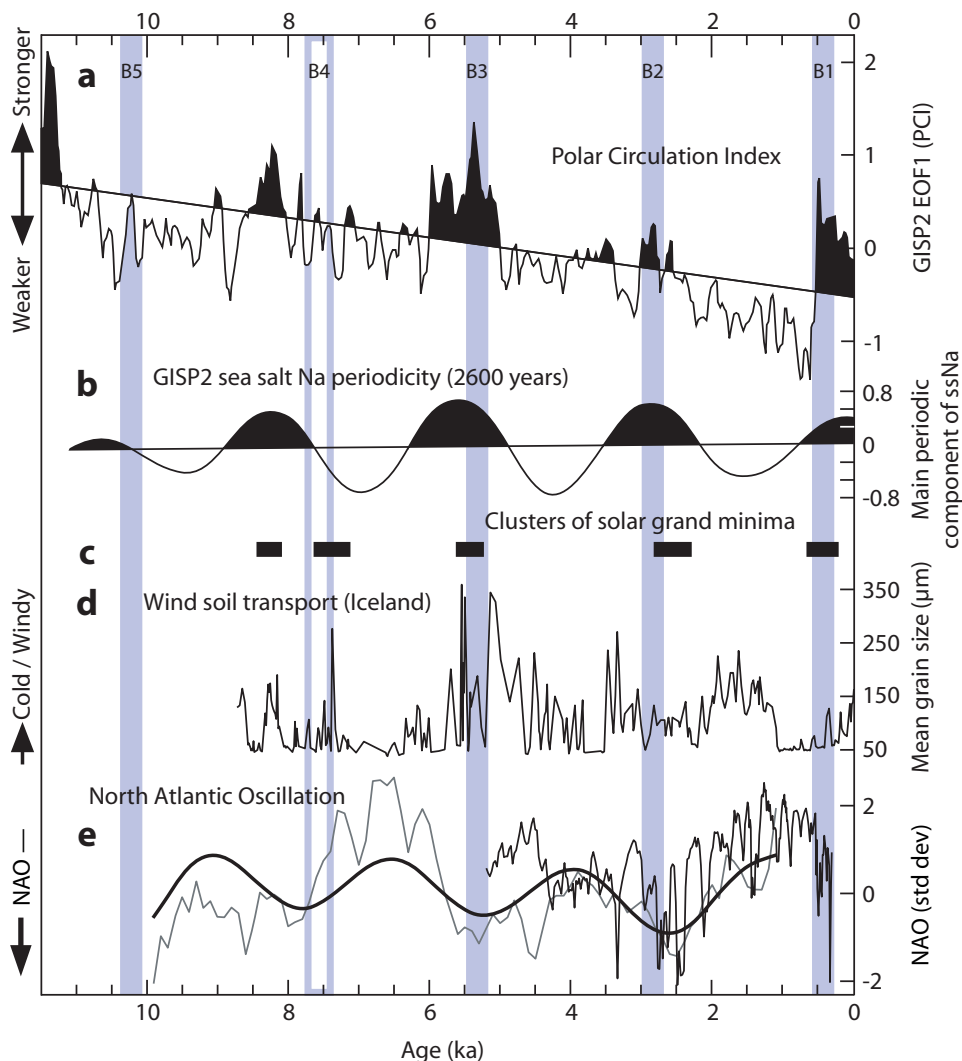 10 8 6 4 2 0
B5 B4 B3 B2 B1
a
Polar Circulation Index
Weaker Stronger
2
1
0
-1
GISP2 EOF1 (PCI)
b
GISP2 sea salt Na periodicity (2600 years)
0.8
0
-0.8
Main periodic
component of ssNa
c
Clusters of solar grand minima
d
Wind soil transport (Iceland)
Cold / Windy
350
250
150
50
Mean grain size (µm)
North Atlantic Oscillation
e
NAO —
2
0
-2
NAO (std dev)
10 8 6 4 2 0
Age (ka)